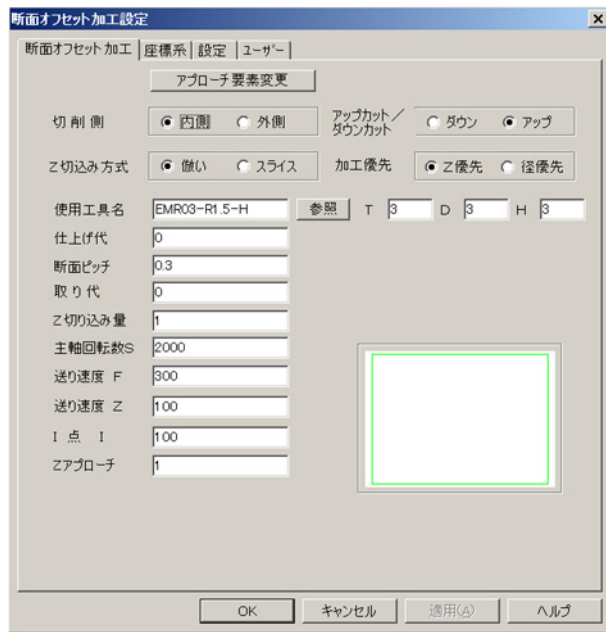 断面オフセット加工設定
断面オフセット加工 座標系 設定 ユーザー
アプローチ要素変更
切削側 内側 外側 アップカット／ダウンカット ダウン アップ
Z切込み方式 倣い スライス 加工優先 Z優先 径優先
使用工具名 EMR03-R1.5-H 参照 T 3 D 3 H 3
仕上げ代 0
断面ピッチ 0.3
取り代 0
Z切り込み量 1
主軸回転数S 2000
送り速度 F 300
送り速度 Z 100
I 点 I 100
Zアプローチ 1
OK キャンセル 適用(A) ヘルプ